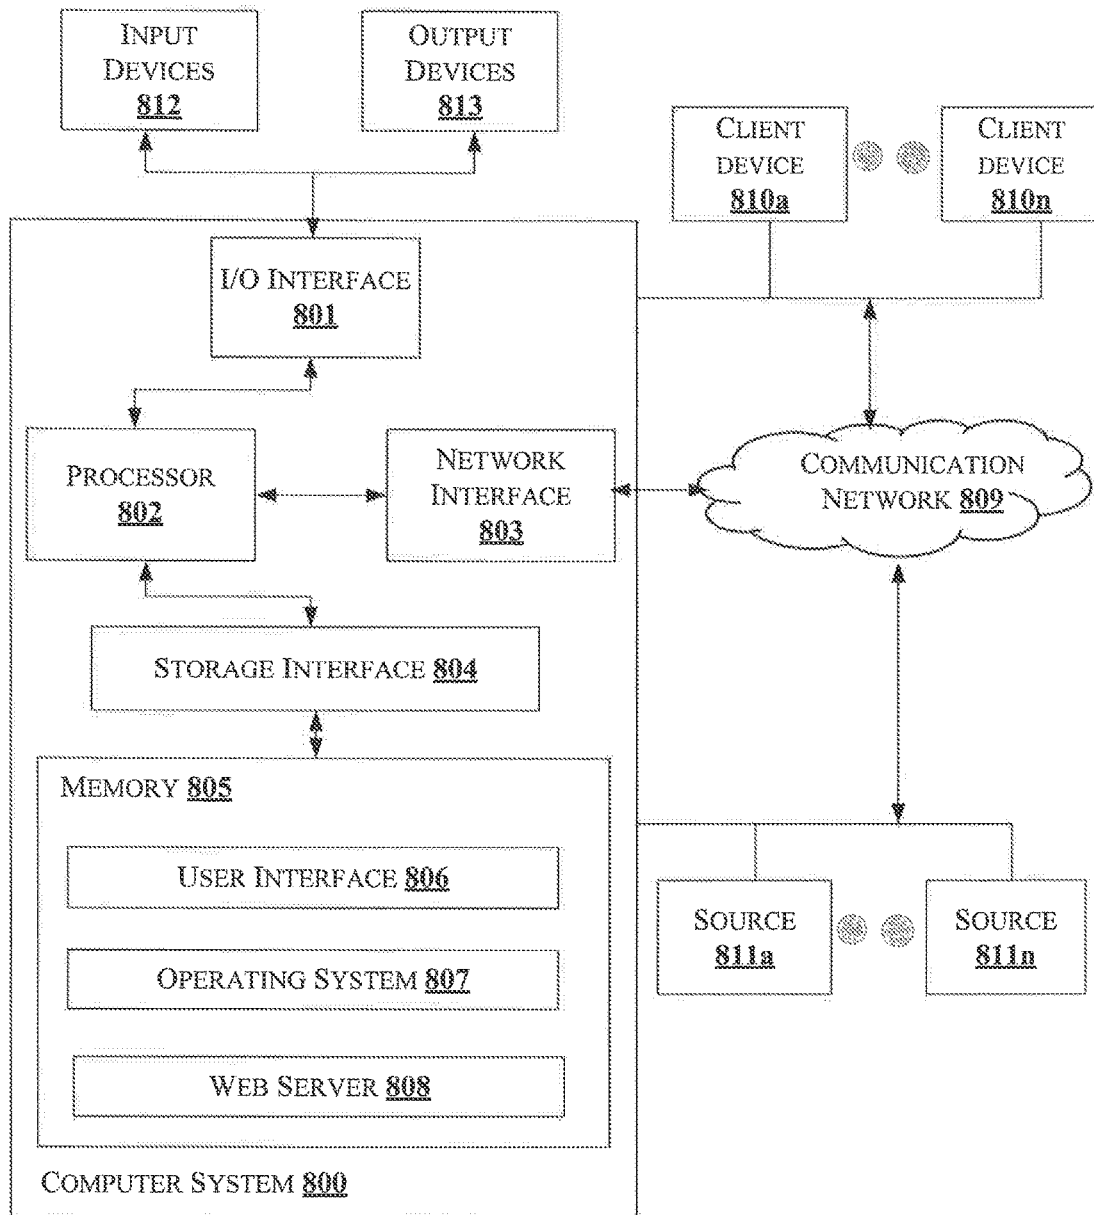 INPUT
DEVICES
812
OUTPUT
DEVICES
813
CLIENT
DEVICE
810a
CLIENT
DEVICE
810n
I/O INTERFACE
801
PROCESSOR
802
NETWORK
INTERFACE
803
COMMUNICATION
NETWORK 809
STORAGE INTERFACE 804
MEMORY 805
USER INTERFACE 806
OPERATING SYSTEM 807
WEB SERVER 808
SOURCE
811a
SOURCE
811n
COMPUTER SYSTEM 800